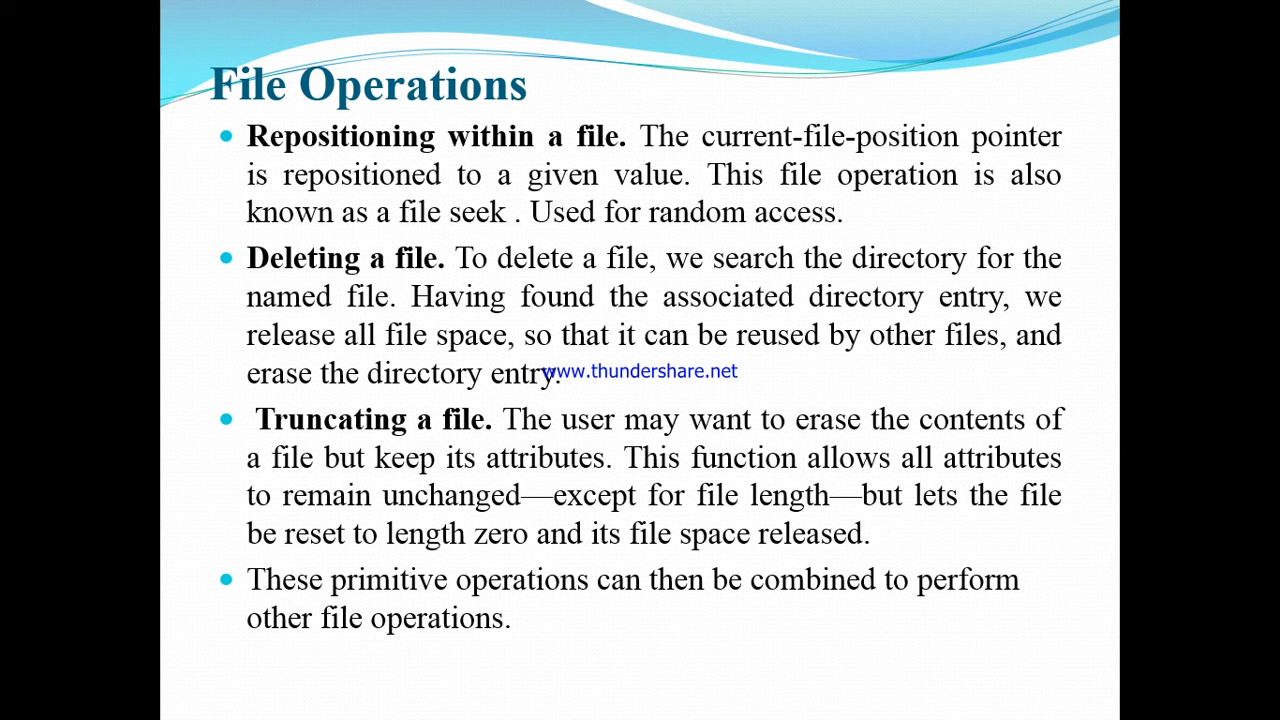 File Operations
Repositioning within a file. The current-file-position pointer
is repositioned to a given value. This file operation is also
known as a file seek . Used for random access.
Deleting a file. To delete a file, we search the directory for the
named file. Having found the associated directory entry, we
release all file space, so that it can be reused by other files, and
erase the directory entry.
www.thundershare.net
Truncating a file. The user may want to erase the contents of
a file but keep its attributes. This function allows all attributes
to remain unchanged—except for file length—but lets the file
be reset to length zero and its file space released.
These primitive operations can then be combined to perform
other file operations.